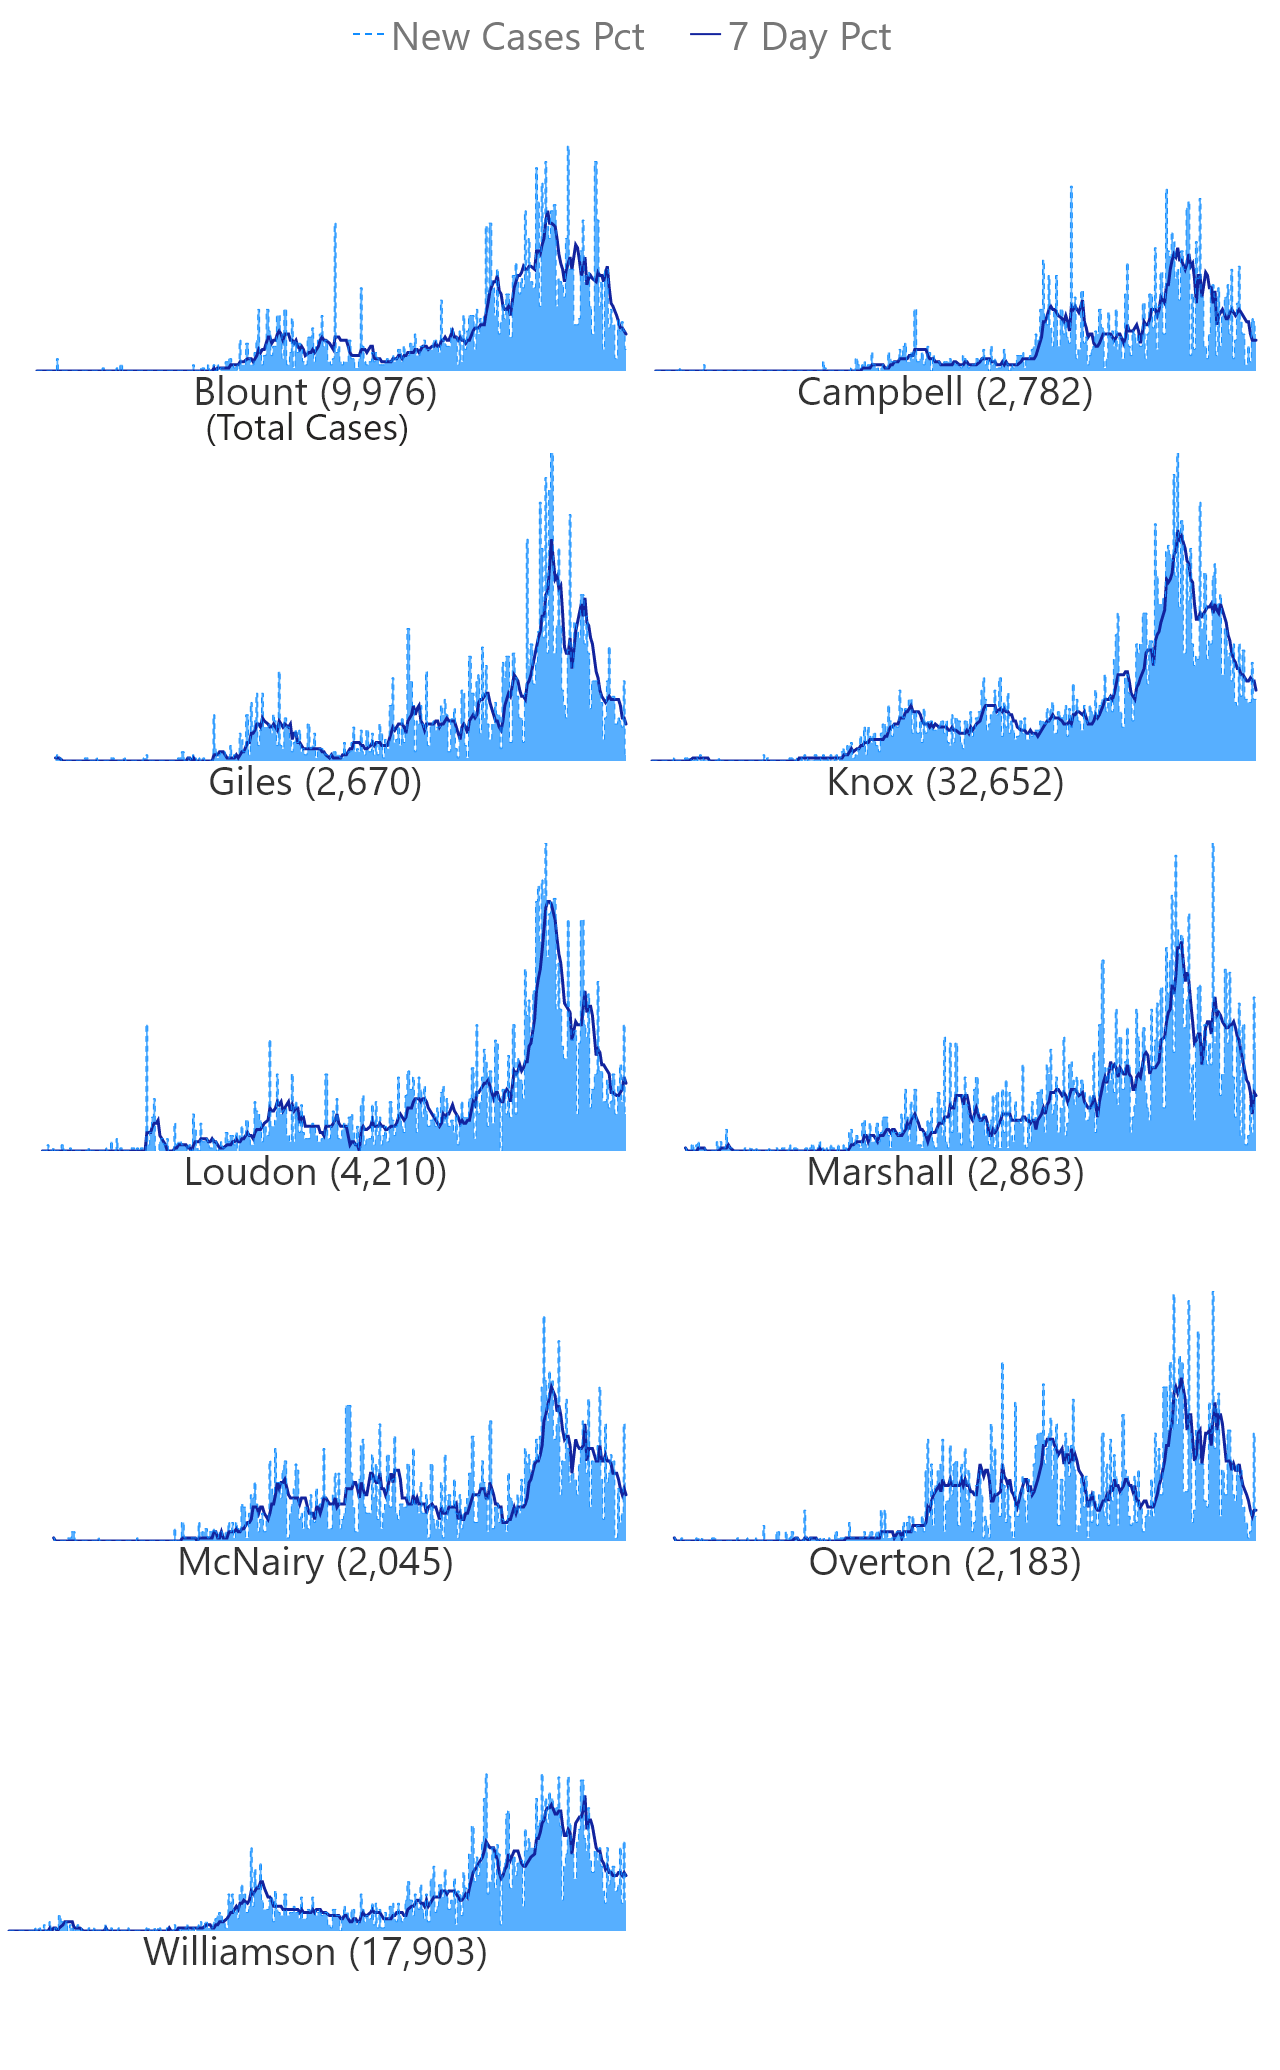 New Cases Pct 7 Day Pct
Blount (9,976) Campbell (2,782)
(Total Cases)
Giles (2,670) Knox (32,652)
Loudon (4,210) Marshall (2,863)
McNairy (2,045) Overton (2,183)
Williamson (17,903)